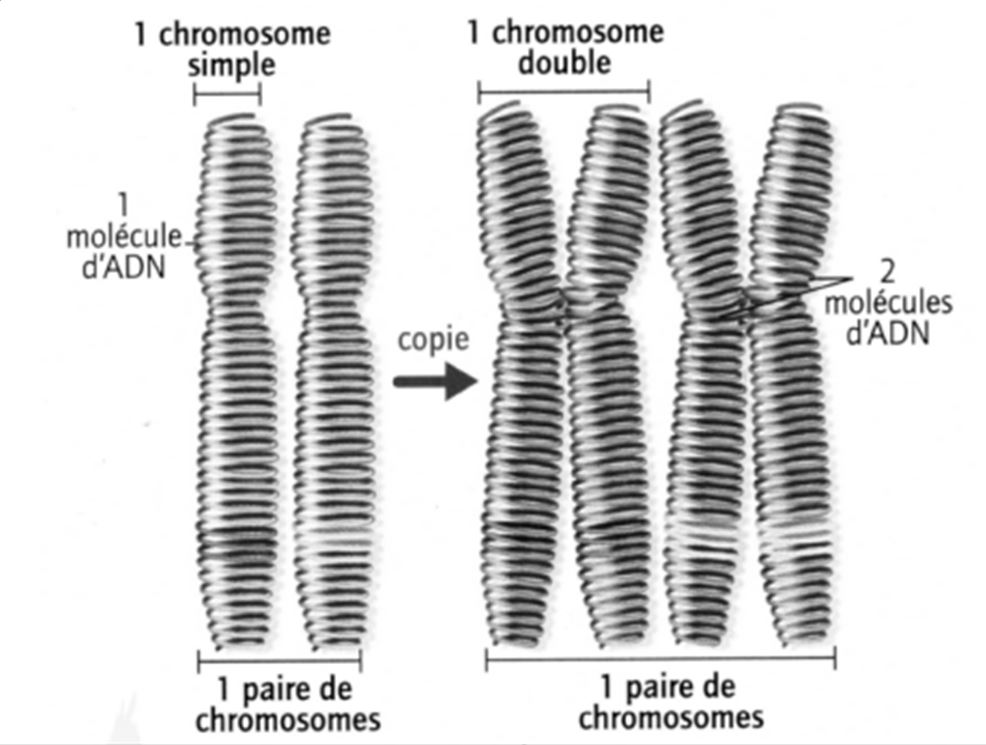 1 chromosome
simple
1 chromosome
double
1
molécule
d'ADN
2
molécules
d'ADN
copie
1 paire de
chromosomes
1 paire de
chromosomes